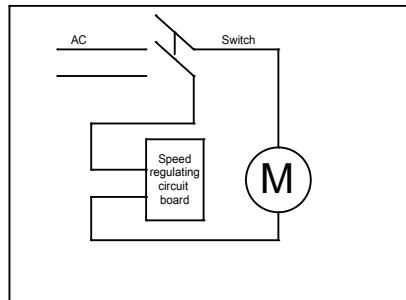 AC
Switch
Speed
regulating
circuit
board
M